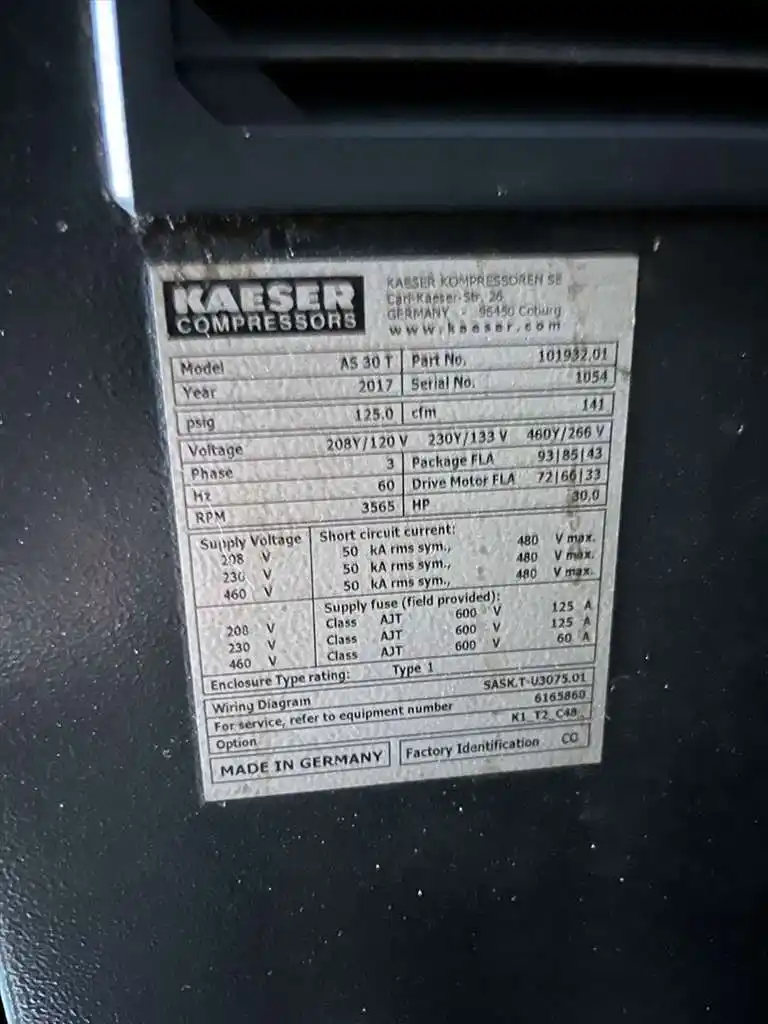 KAESER
COMPRESSORS
KAESER KOMPRESSOREN SE
Carl-Kaeser-Str. 26
GERMANY - 96450 Coburg
www.kaeser.com
Model AS 30 T Part No. 101932.01
Year 2017 Serial No. 1054
psig 125.0 cfm 141
Voltage 208Y/120 V 230Y/133 V 460Y/266 V
Phase 3 Package FLA 93|85|43
Hz 60 Drive Motor FLA 72|66|33
RPM 3565 HP 30.0
Supply Voltage Short circuit current:
208 V 50 kA rms sym., 480 V max.
230 V 50 kA rms sym., 480 V max.
460 V 50 kA rms sym., 480 V max.
Supply fuse (field provided):
208 V Class AJT 600 V 125 A
230 V Class AJT 600 V 125 A
460 V Class AJT 600 V 60 A
Enclosure Type rating: Type 1
Wiring Diagram SASK.T-U3075.01
For service, refer to equipment number 6165860
Option K1_T2_C48
MADE IN GERMANY Factory Identification CO